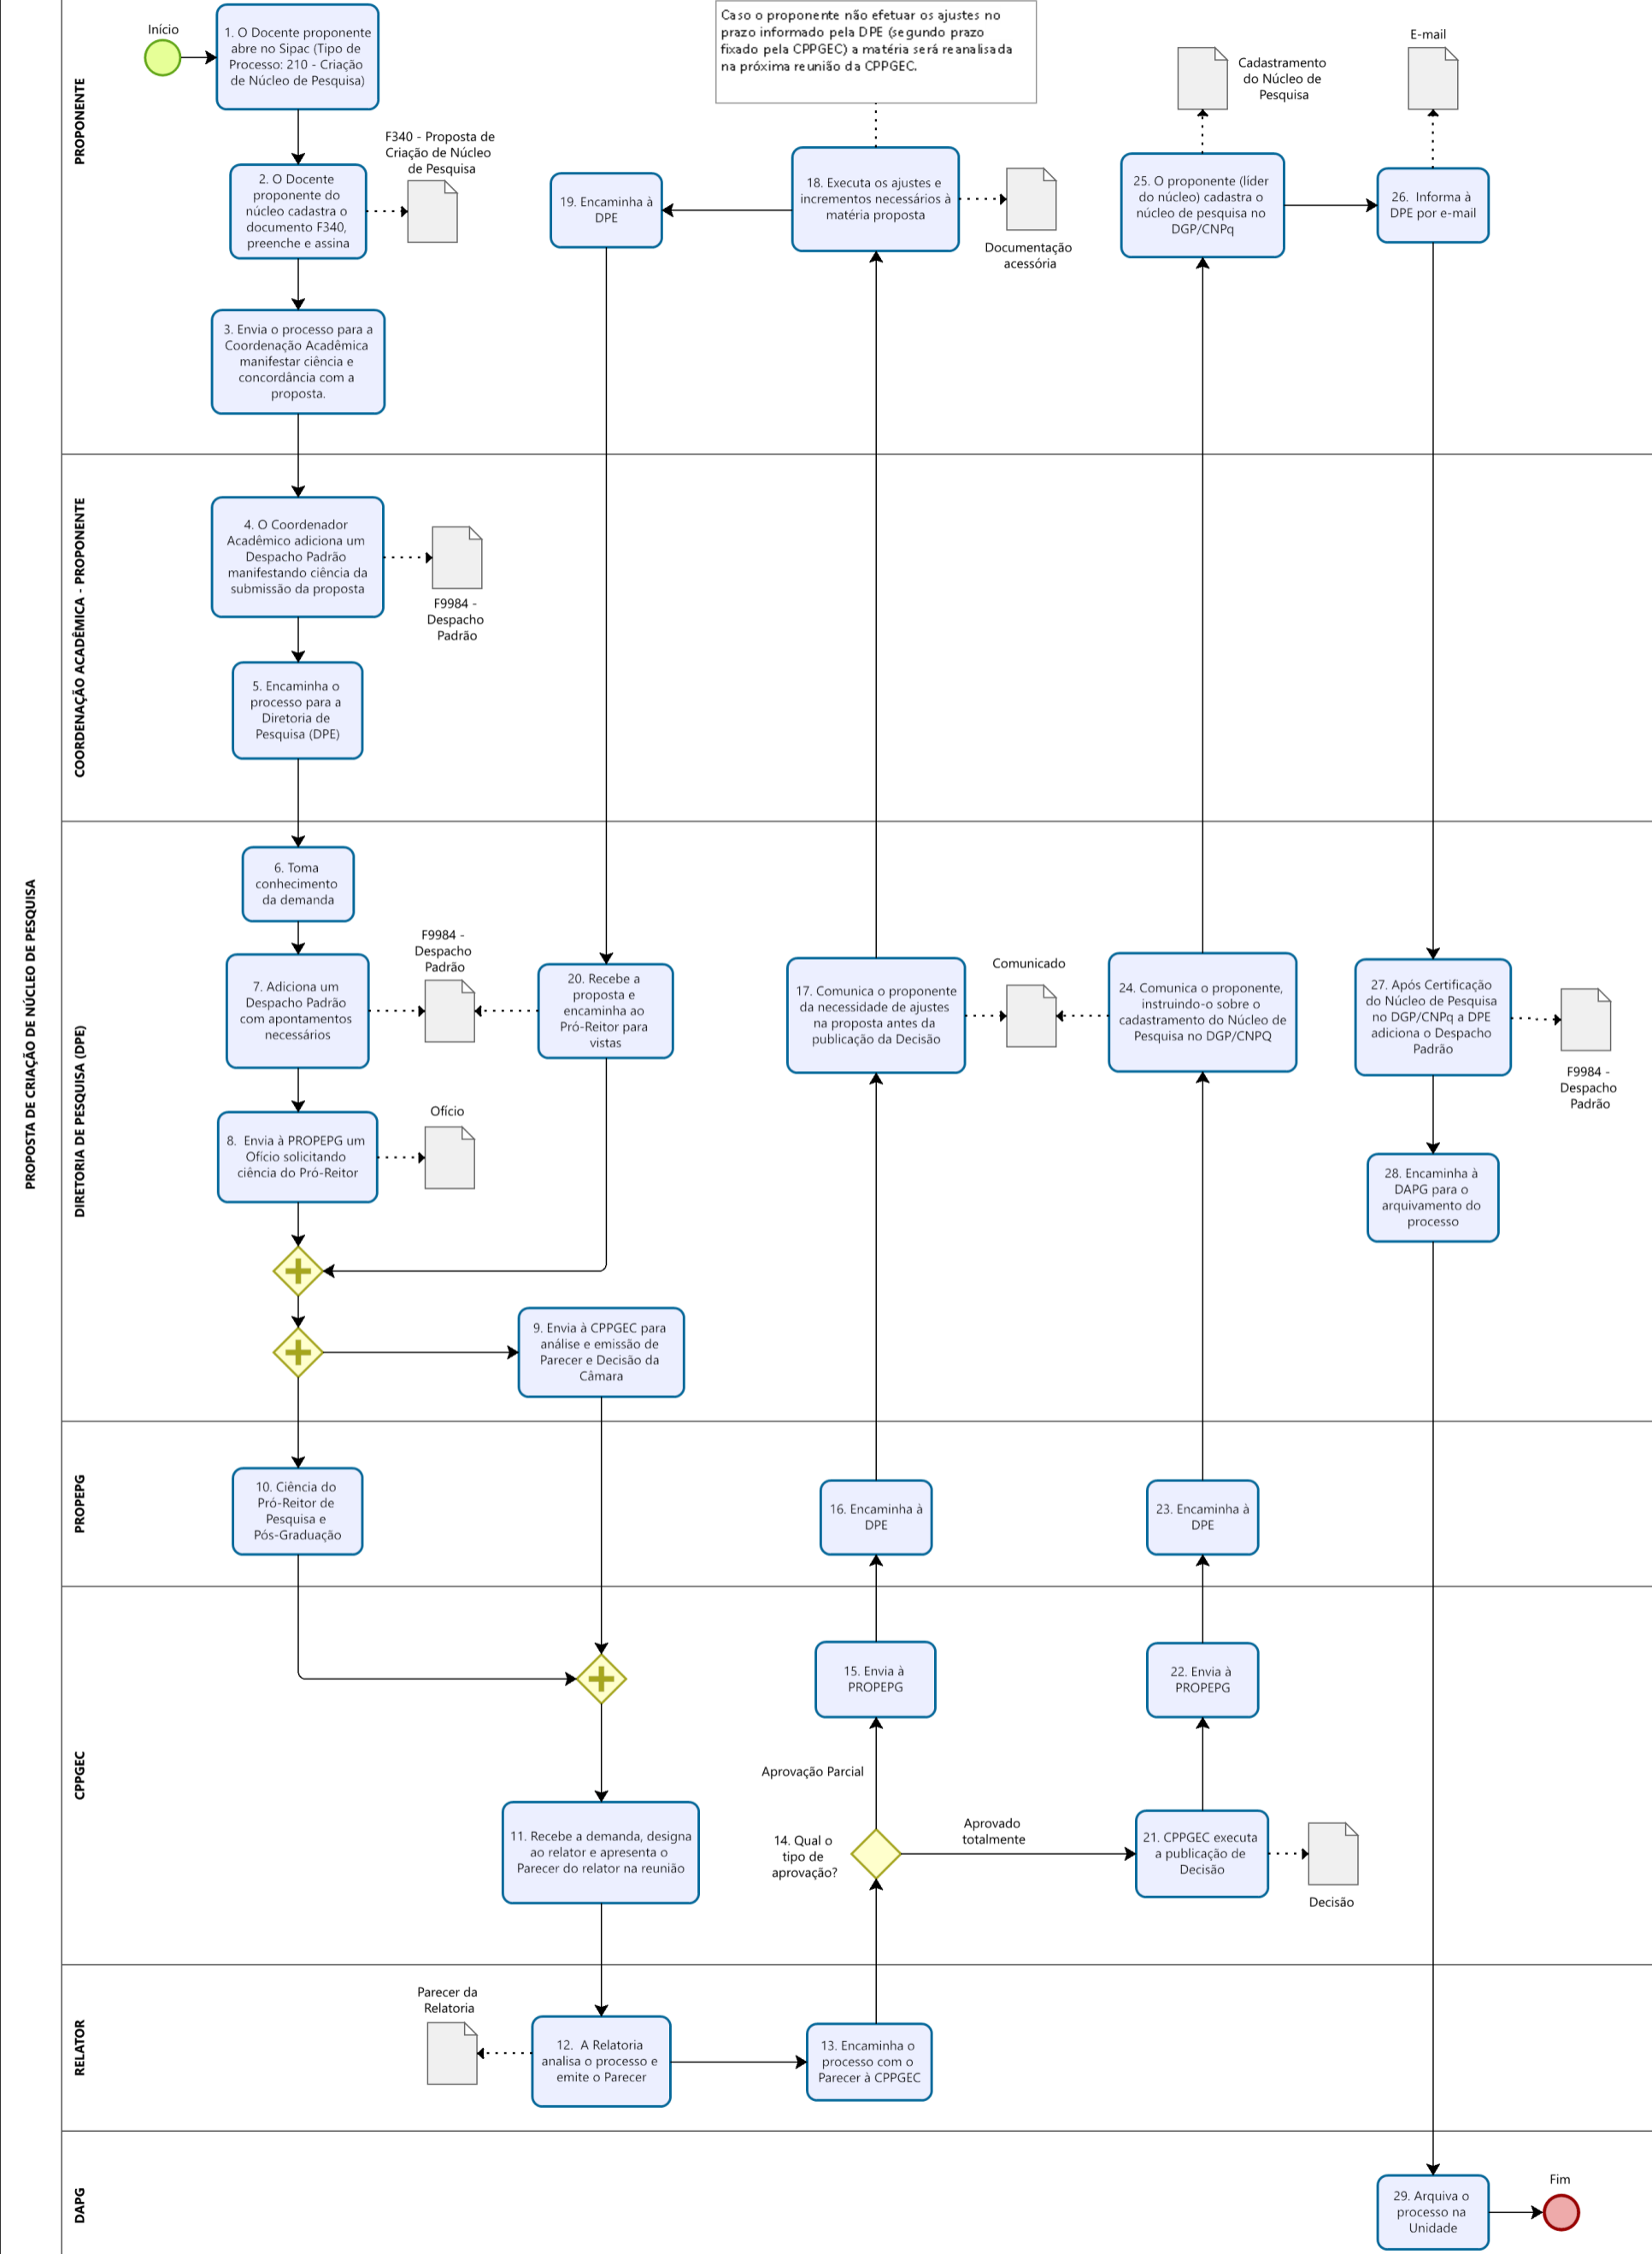 PROPOSTA DE CRIAÇÃO DE NÚCLEO DE PESQUISA
PROPONENTE
Início
1. O Docente proponente
abre no Sipac (Tipo de
Processo: 210 - Criação
de Núcleo de Pesquisa)
F340 - Proposta de
Criação de Núcleo
de Pesquisa
2. O Docente
proponente do
núcleo cadastra o
documento F340,
preenche e assina
3. Envia o processo para a
Coordenação Acadêmica
manifestar ciência e
concordância com a
proposta.
19. Encaminha à
DPE
Caso o proponente não efetuar os ajustes no
prazo informado pela DPE (segundo prazo
fixado pela CPPGEC) a matéria será reanalisada
na próxima reunião da CPPGEC.
18. Executa os ajustes e
incrementos necessários à
matéria proposta
Documentação
acessória
Cadastramento
do Núcleo de
Pesquisa
25. O proponente (líder
do núcleo) cadastra o
núcleo de pesquisa no
DGP/CNPq
E-mail
26. Informa à
DPE por e-mail
COORDENAÇÃO ACADÊMICA - PROPONENTE
4. O Coordenador
Acadêmico adiciona um
Despacho Padrão
manifestando ciência da
submissão da proposta
F9984 -
Despacho
Padrão
5. Encaminha o
processo para a
Diretoria de
Pesquisa (DPE)
DIRETORIA DE PESQUISA (DPE)
6. Toma
conhecimento
da demanda
7. Adiciona um
Despacho Padrão
com apontamentos
necessários
F9984 -
Despacho
Padrão
20. Recebe a
proposta e
encaminha ao
Pró-Reitor para
vistas
8. Envia à PROPEPG um
Ofício solicitando
ciência do Pró-Reitor
Ofício
9. Envia à CPPGEC para
análise e emissão de
Parecer e Decisão da
Câmara
17. Comunica o proponente
da necessidade de ajustes
na proposta antes da
publicação da Decisão
Comunicado
24. Comunica o proponente,
instruindo-o sobre o
cadastramento do Núcleo de
Pesquisa no DGP/CNPQ
27. Após Certificação
do Núcleo de Pesquisa
no DGP/CNPq a DPE
adiciona o Despacho
Padrão
F9984 -
Despacho
Padrão
28. Encaminha à
DAPG para o
arquivamento do
processo
PROPEPG
10. Ciência do
Pró-Reitor de
Pesquisa e
Pós-Graduação
16. Encaminha à
DPE
23. Encaminha à
DPE
CPPGEC
15. Envia à
PROPEPG
22. Envia à
PROPEPG
Aprovação Parcial
11. Recebe a demanda, designa
ao relator e apresenta o
Parecer do relator na reunião
14. Qual o
tipo de
aprovação?
Aprovado
totalmente
21. CPPGEC executa
a publicação de
Decisão
Decisão
RELATOR
Parecer da
Relatoria
12. A Relatoria
analisa o processo e
emite o Parecer
13. Encaminha o
processo com o
Parecer à CPPGEC
DAPG
29. Arquiva o
processo na
Unidade
Fim